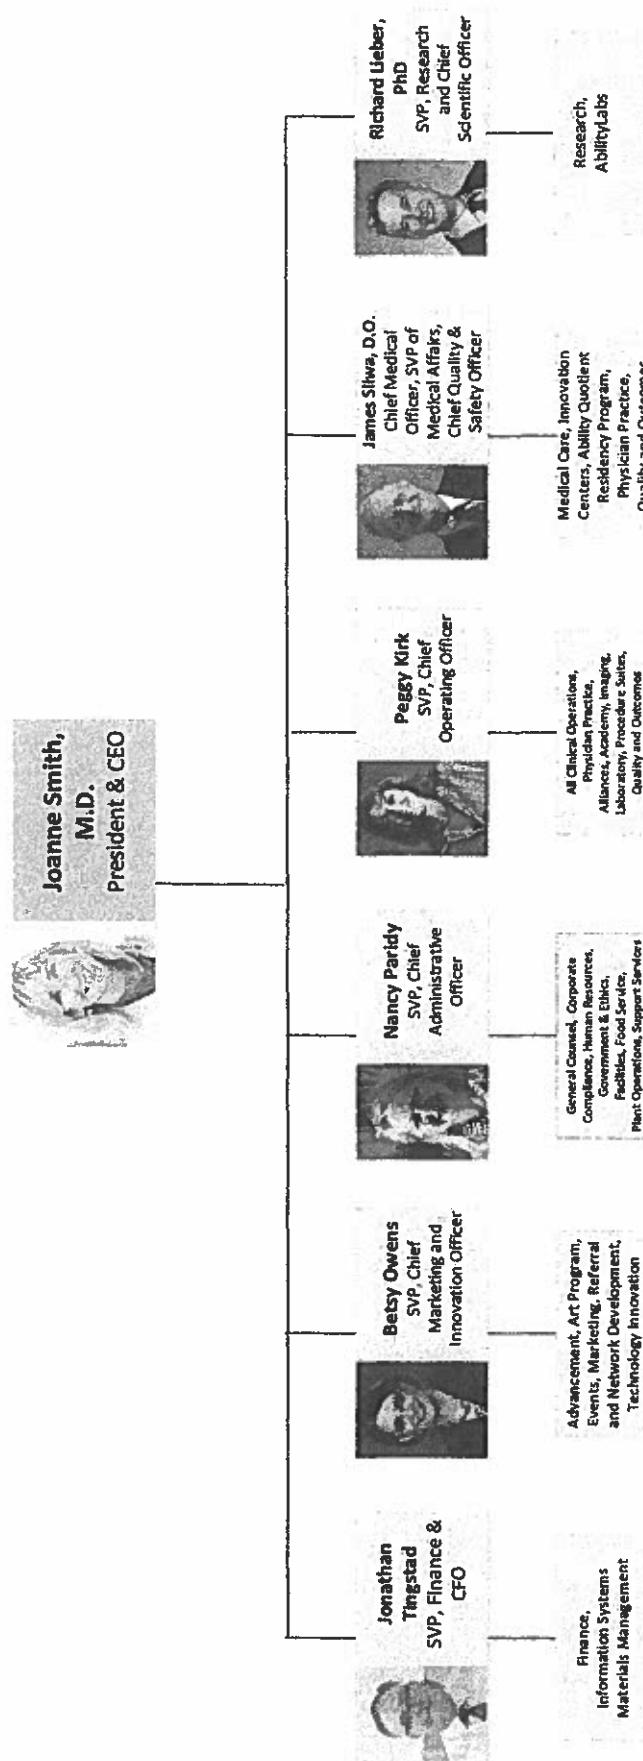 Joanne Smith,
M.D.
President & CEO
Jonathan
Tingstad
SVP, Finance &
CFO
Finance,
Information Systems
Materials Management
Betsy Owens
SVP, Chief
Marketing and
Innovation Officer
Advancement, Art Program,
Events, Marketing, Referral
and Network Development,
Technology Innovation
Nancy Paridy
SVP, Chief
Administrative
Officer
General Counsel, Corporate
Compliance, Human Resources,
Government & Ethics,
Facilities, Food Service,
Plant Operations, Support Services
Peggy Kirk
SVP, Chief
Operating Officer
All Clinical Operations,
Physician Practice,
Alliances, Academy, Imaging,
Laboratory, Procedure Suites,
Quality and Outcomes
James Sliwa, D.O.
Chief Medical
Officer, SVP of
Medical Affairs,
Chief Quality &
Safety Officer
Medical Care, Innovation
Centers, Ability Quotient
Residency Program,
Physician Practice,
Quality and Outcomes
Richard Lieber,
PhD
SVP, Research
and Chief
Scientific Officer
Research,
AbilityLabs